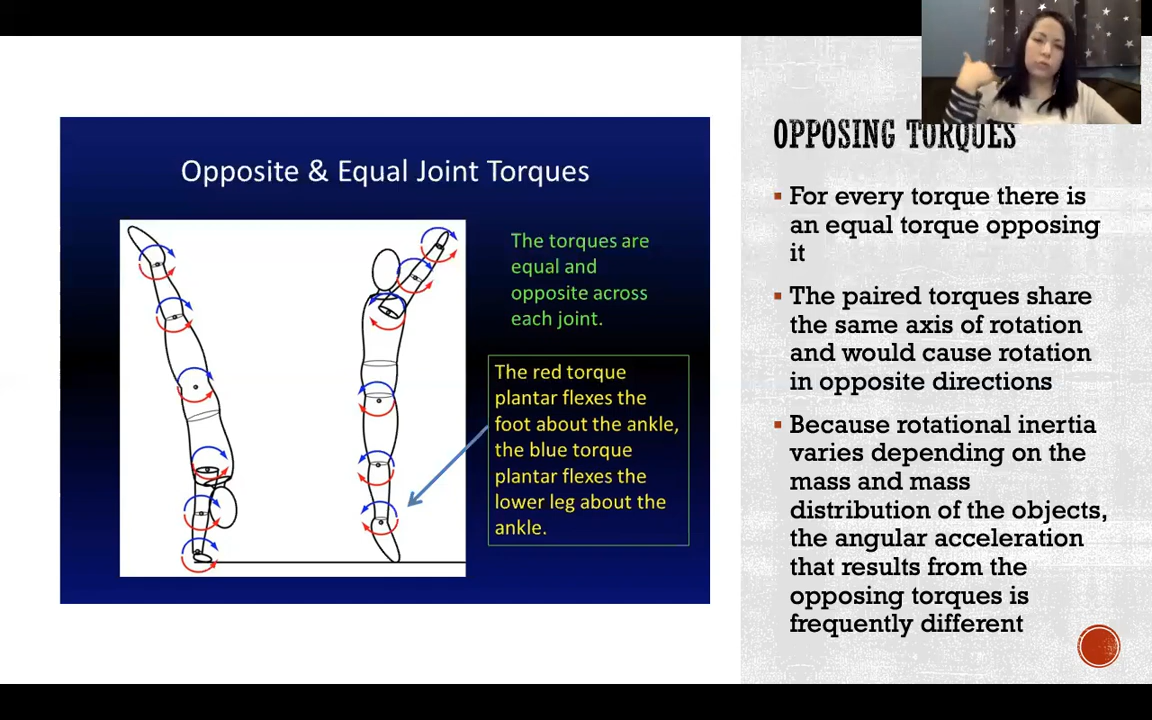 Opposite & Equal Joint Torques
The torques are
equal and
opposite across
each joint.
The red torque
plantar flexes the
foot about the ankle,
the blue torque
plantar flexes the
lower leg about the
ankle.
OPPOSING TORQUES
▪ For every torque there is
an equal torque opposing
it
▪ The paired torques share
the same axis of rotation
and would cause rotation
in opposite directions
▪ Because rotational inertia
varies depending on the
mass and mass
distribution of the objects,
the angular acceleration
that results from the
opposing torques is
frequently different